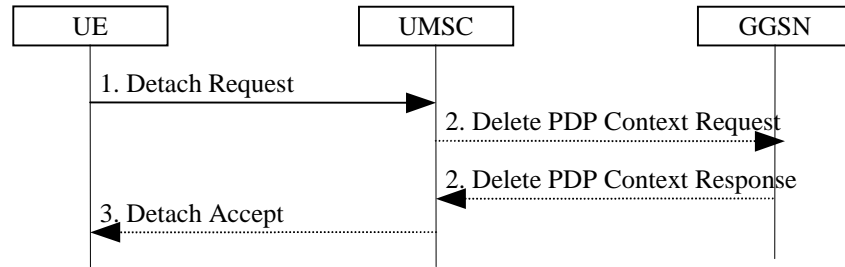 UE
UMSC
GGSN
1. Detach Request
2. Delete PDP Context Request
2. Delete PDP Context Response
3. Detach Accept